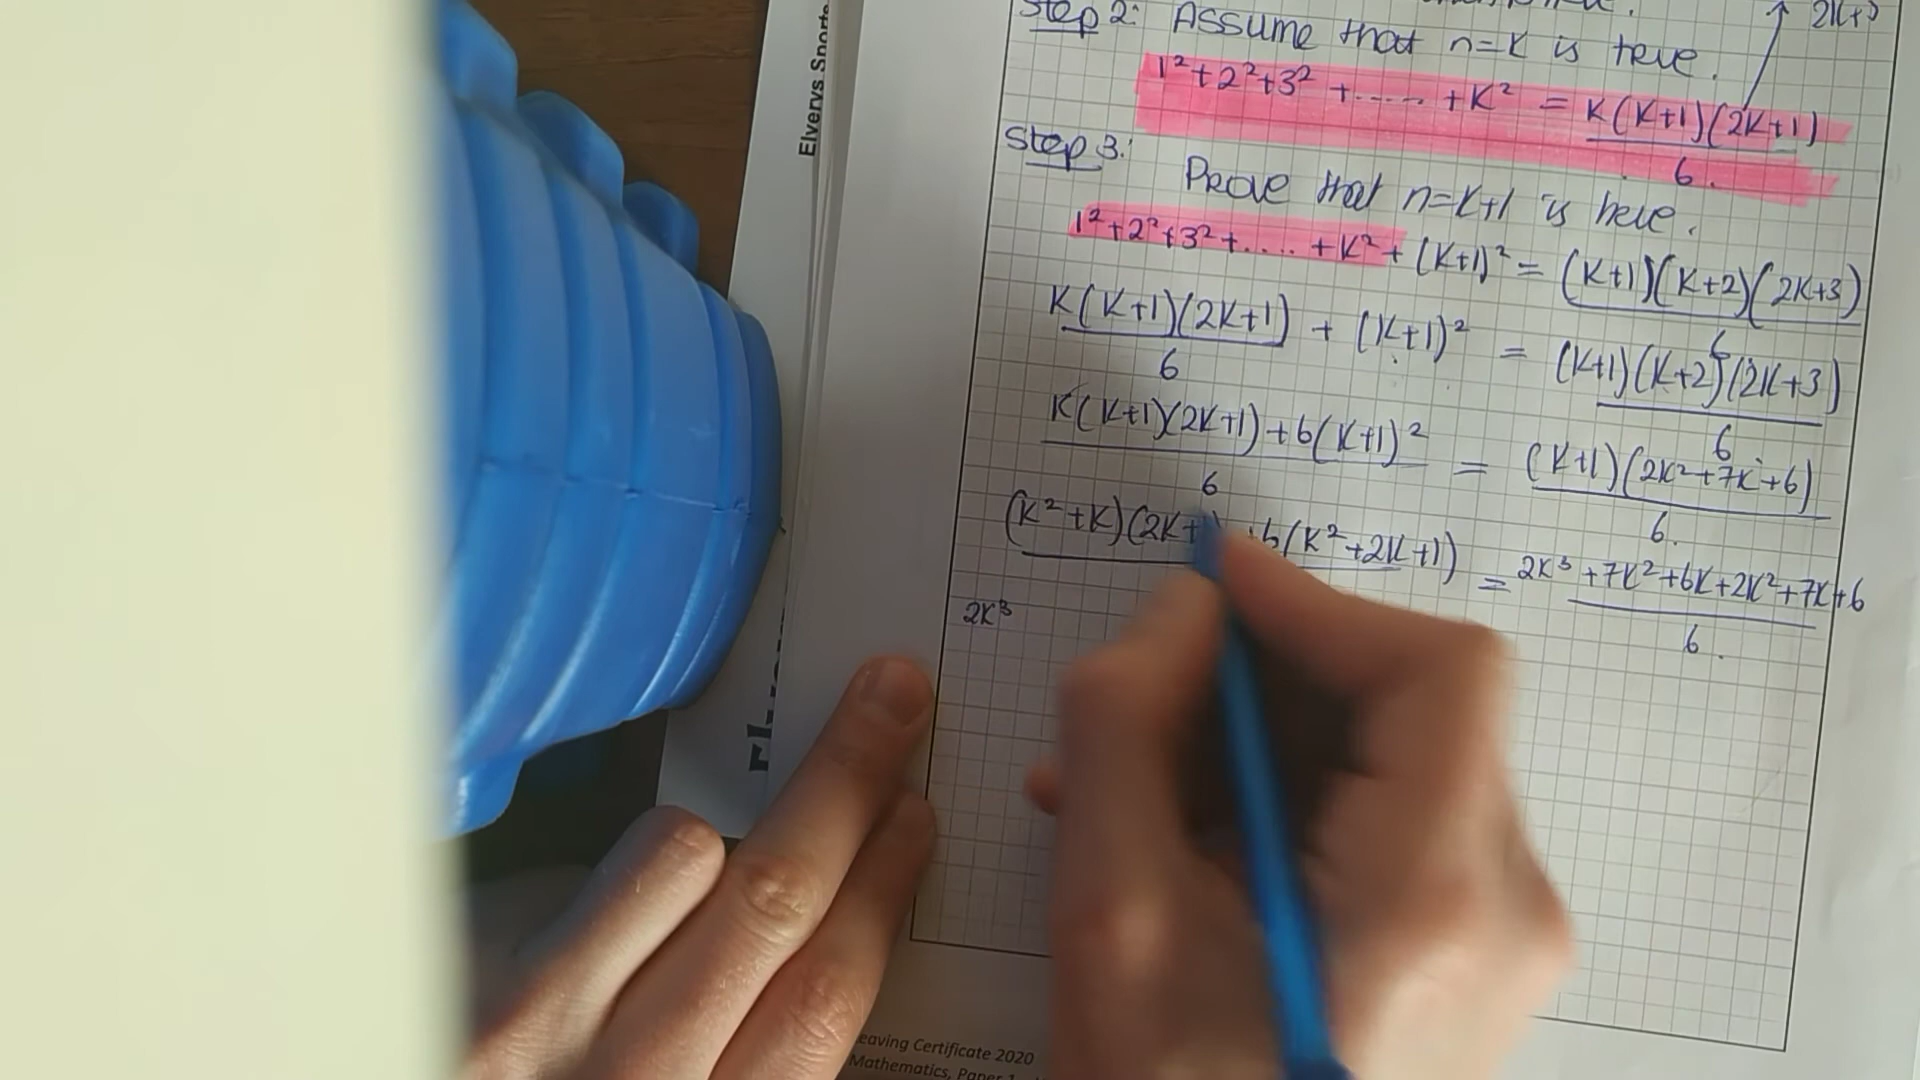 Step 2: Assume that n=k is true.
2k+3
1²+2²+3²+......+k² = k(k+1)(2k+1)
6.
Step 3: Prove that n=k+1 is true.
1²+2²+3²+.....+k²+(k+1)² = (k+1)(k+2)(2k+3)
6
k(k+1)(2k+1) + (k+1)² = (k+1)(k+2)(2k+3)
6
6
k(k+1)(2k+1)+6(k+1)² = (k+1)(2k²+7k+6)
6
6.
(k²+k)(2k+ +6(k²+2k+1) = 2k³+7k²+6k+2k²+7k+6
6.
2k³
Elverys Sports
Leaving Certificate 2020
Mathematics, Paper 1